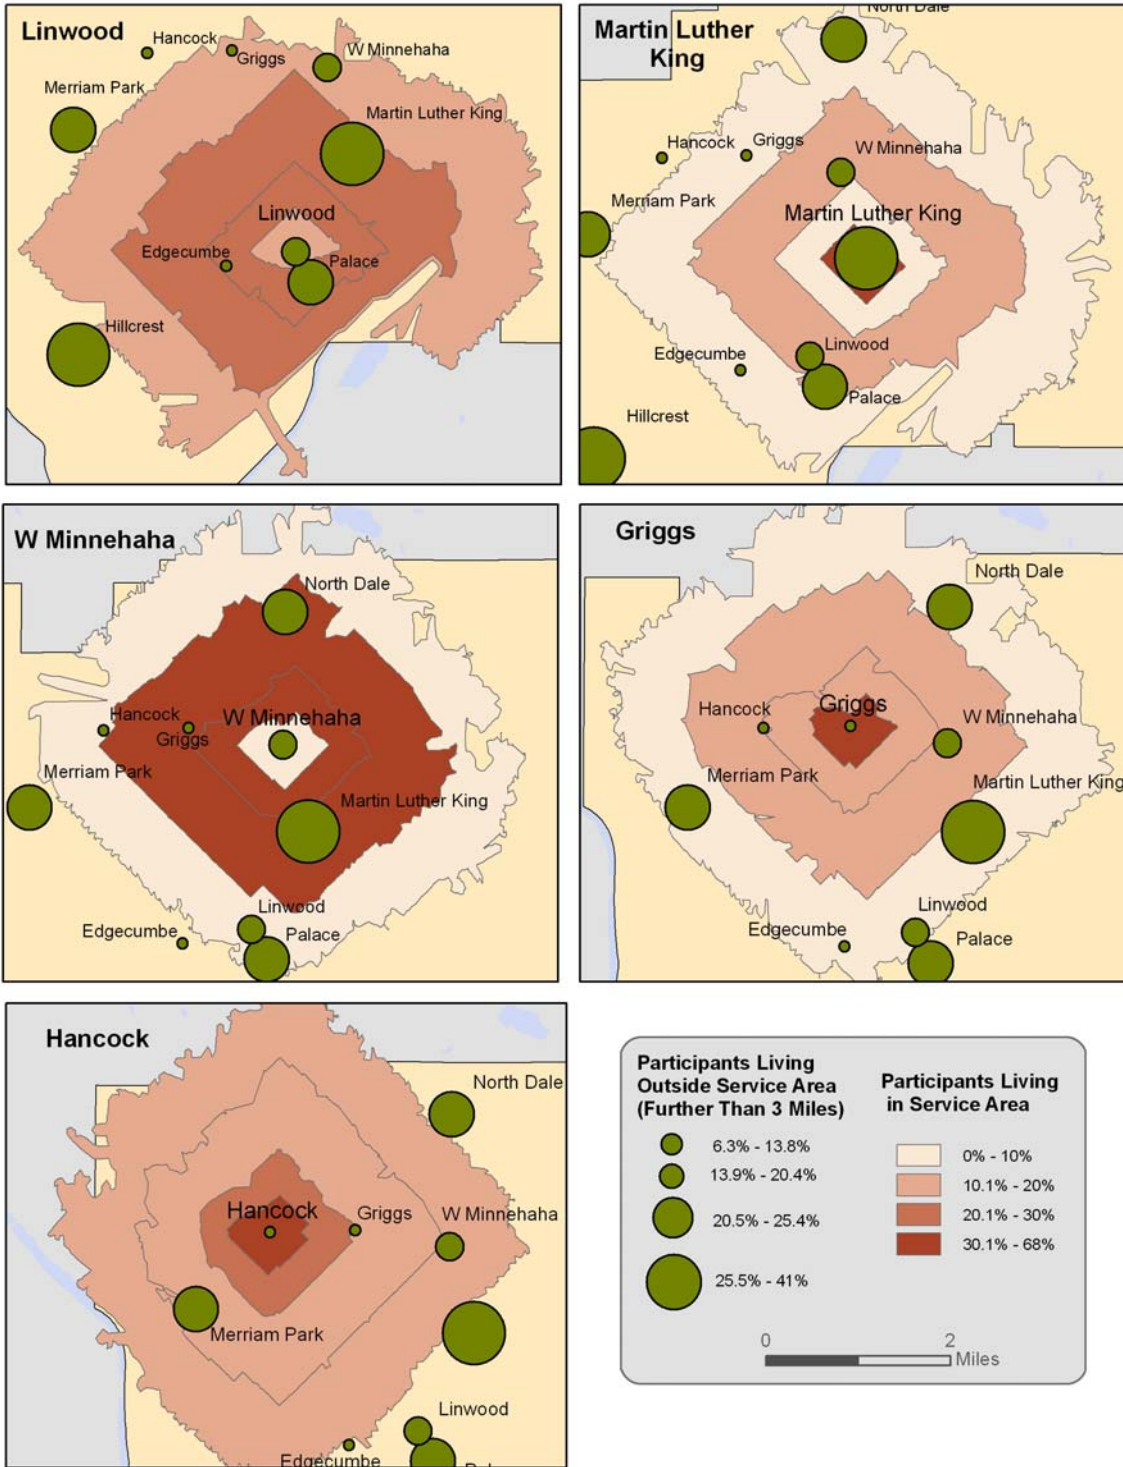 Linwood
Hancock
Griggs
W Minnehaha
Merriam Park
Martin Luther King
Linwood
Edgecumbe
Palace
Hillcrest
Martin Luther
King
North Dale
Hancock
Griggs
W Minnehaha
Merriam Park
Martin Luther King
Linwood
Edgecumbe
Palace
Hillcrest
W Minnehaha
North Dale
Hancock
W Minnehaha
Griggs
Merriam Park
Martin Luther King
Linwood
Edgecumbe
Palace
Griggs
North Dale
Hancock
Griggs
W Minnehaha
Merriam Park
Martin Luther King
Linwood
Edgecumbe
Palace
Hancock
North Dale
Hancock
Griggs
W Minnehaha
Merriam Park
Linwood
Edgecumbe
Participants Living
Outside Service Area
(Further Than 3 Miles)
6.3% - 13.8%
13.9% - 20.4%
20.5% - 25.4%
25.5% - 41%
Participants Living
in Service Area
0% - 10%
10.1% - 20%
20.1% - 30%
30.1% - 68%
0 2
Miles